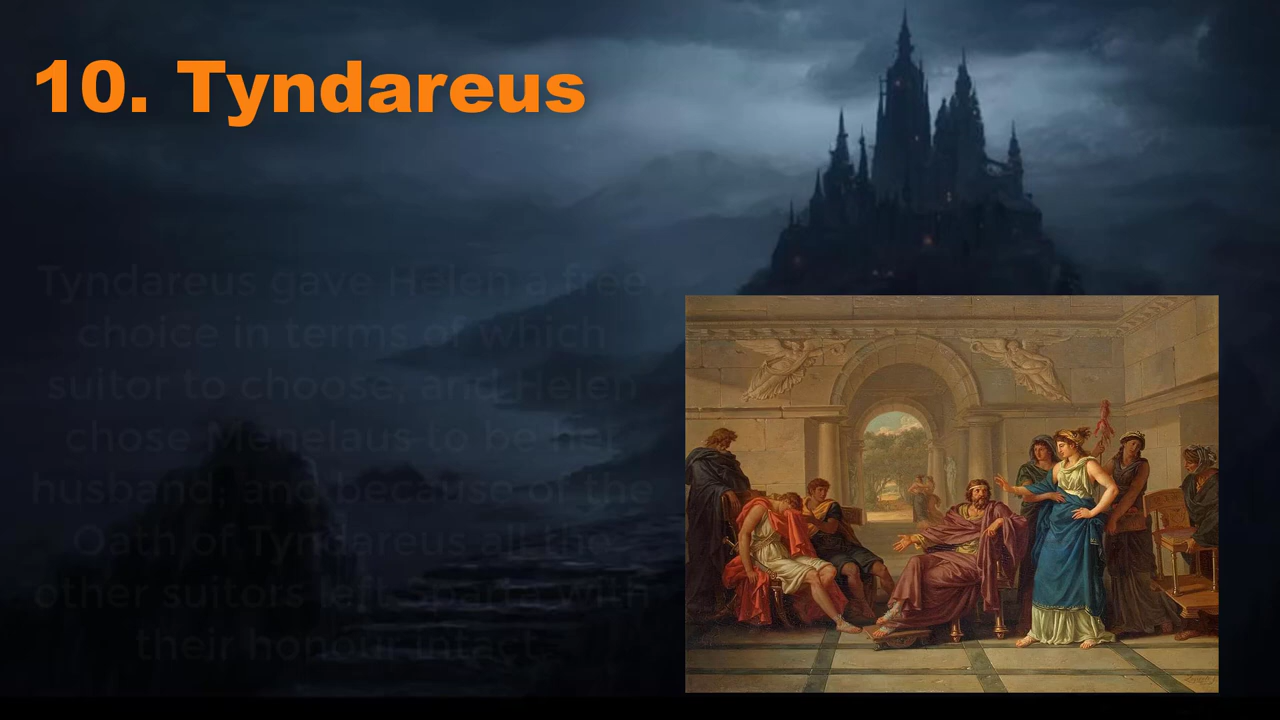 10. Tyndareus
Tyndareus gave Helen a free
choice in terms of which
suitor to choose, and Helen
chose Menelaus to be her
husband, and because of the
Oath of Tyndareus all the
other suitors left Sparta with
their honour intact.